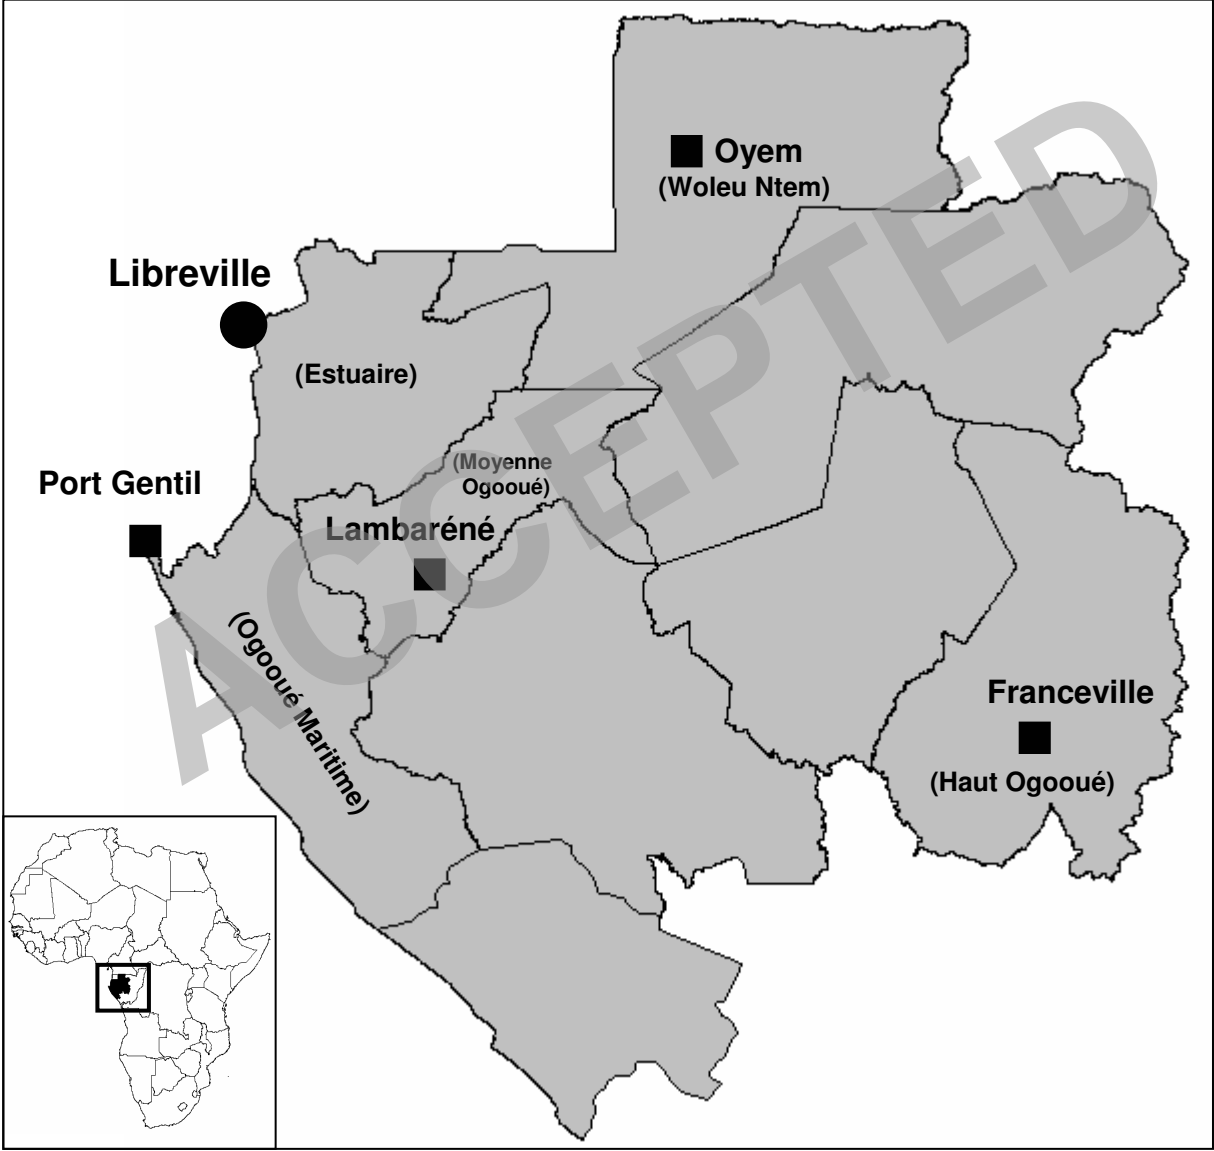 Oyem
(Woleu Ntem)
Libreville
(Estuaire)
Port Gentil
(Moyenne
Ogooué)
Lambaréné
(Ogooué Maritime)
Franceville
(Haut Ogooué)
ACCEPTED